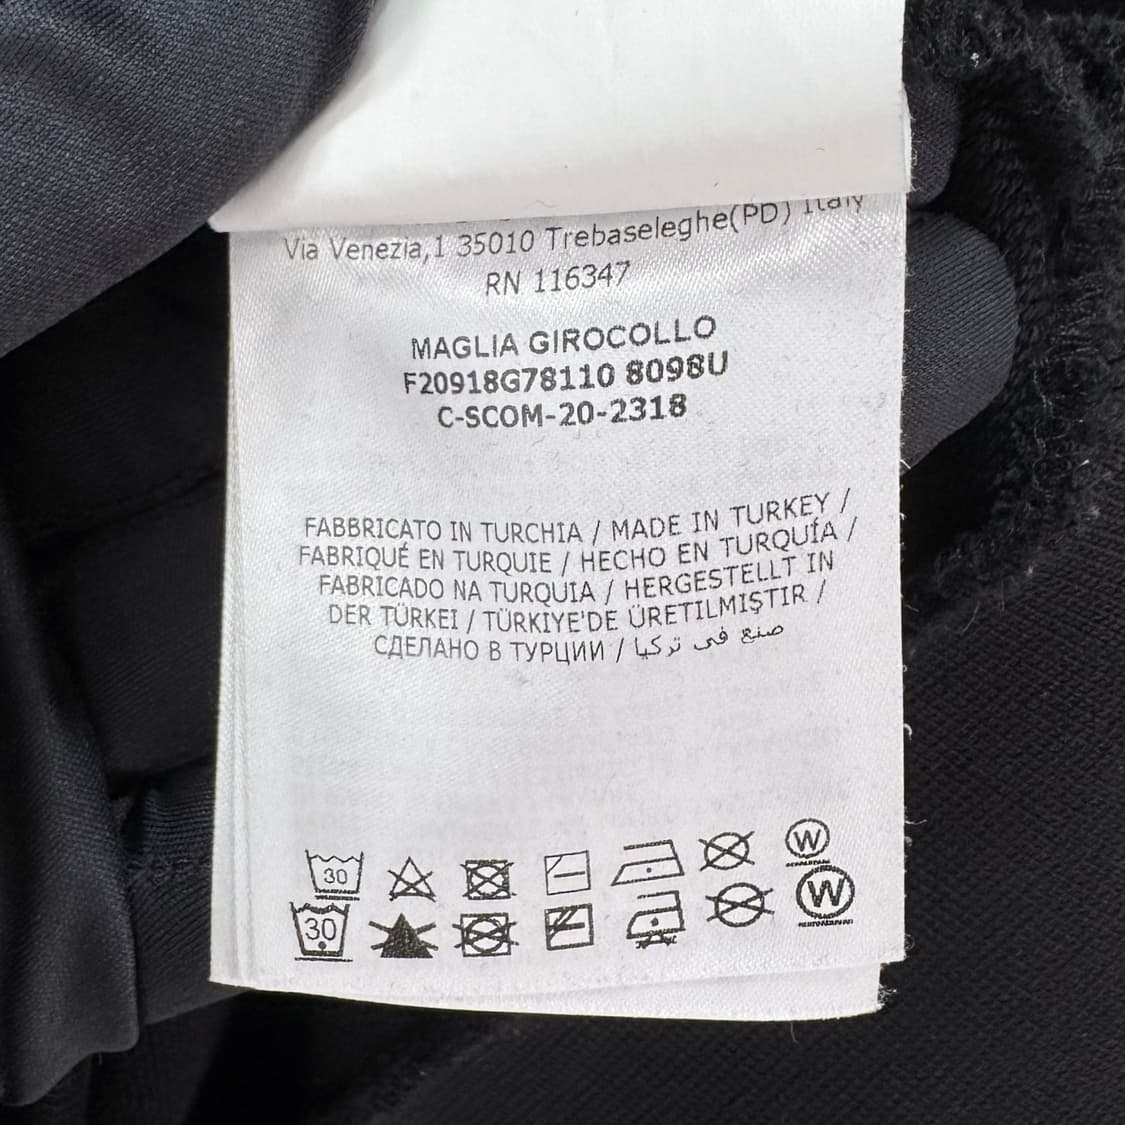 Via Venezia,1 35010 Trebaseleghe(PD) Italy
RN 116347
MAGLIA GIROCOLLO
F20918G78110 8098U
C-SCOM-20-2318
FABBRICATO IN TURCHIA / MADE IN TURKEY /
FABRIQUÉ EN TURQUIE / HECHO EN TURQUÍA /
FABRICADO NA TURQUIA / HERGESTELLT IN
DER TÜRKEI / TÜRKIYE'DE ÜRETILMIŞTIR /
СДЕЛАНО В ТУРЦИИ / صنع في تركيا
30 W
30 W